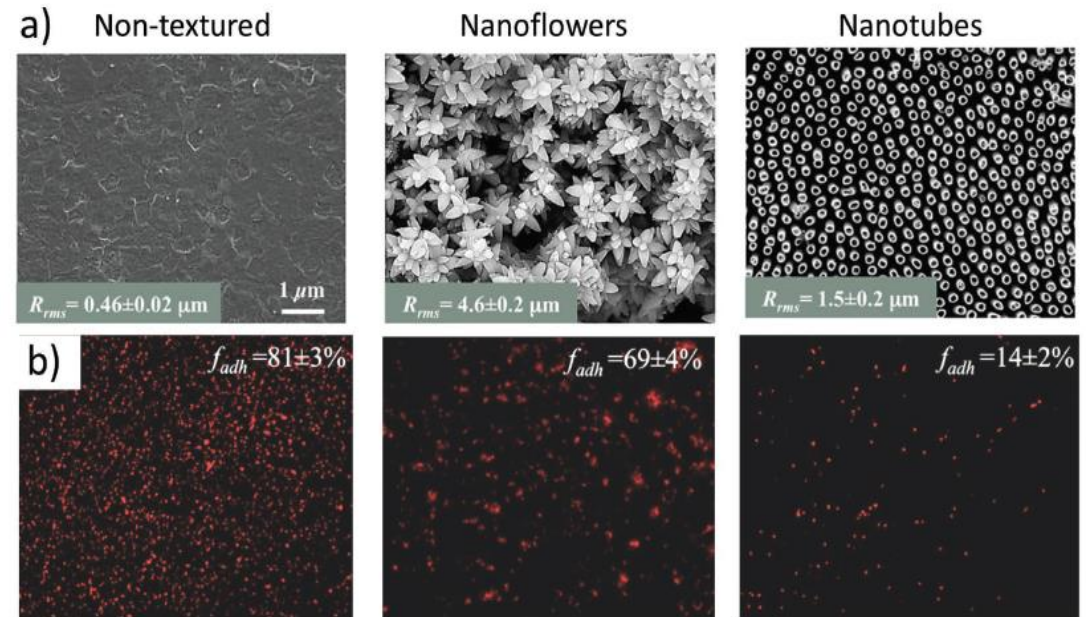 a) Non-textured Nanoflowers Nanotubes
R_rms= 0.46±0.02 µm 1 µm R_rms= 4.6±0.2 µm R_rms= 1.5±0.2 µm
b) f_adh=81±3% f_adh=69±4% f_adh=14±2%